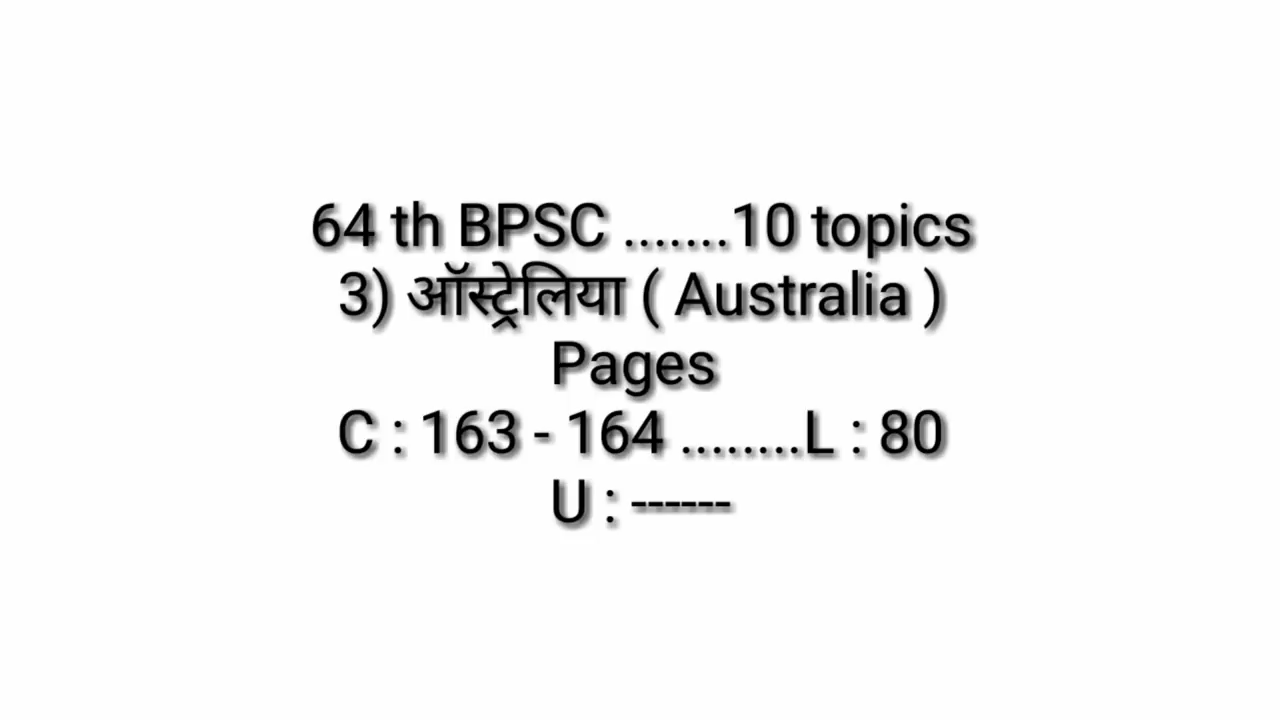 64 th BPSC .......10 topics
3) ऑस्ट्रेलिया ( Australia )
Pages
C : 163 - 164 ........L : 80
U : ------